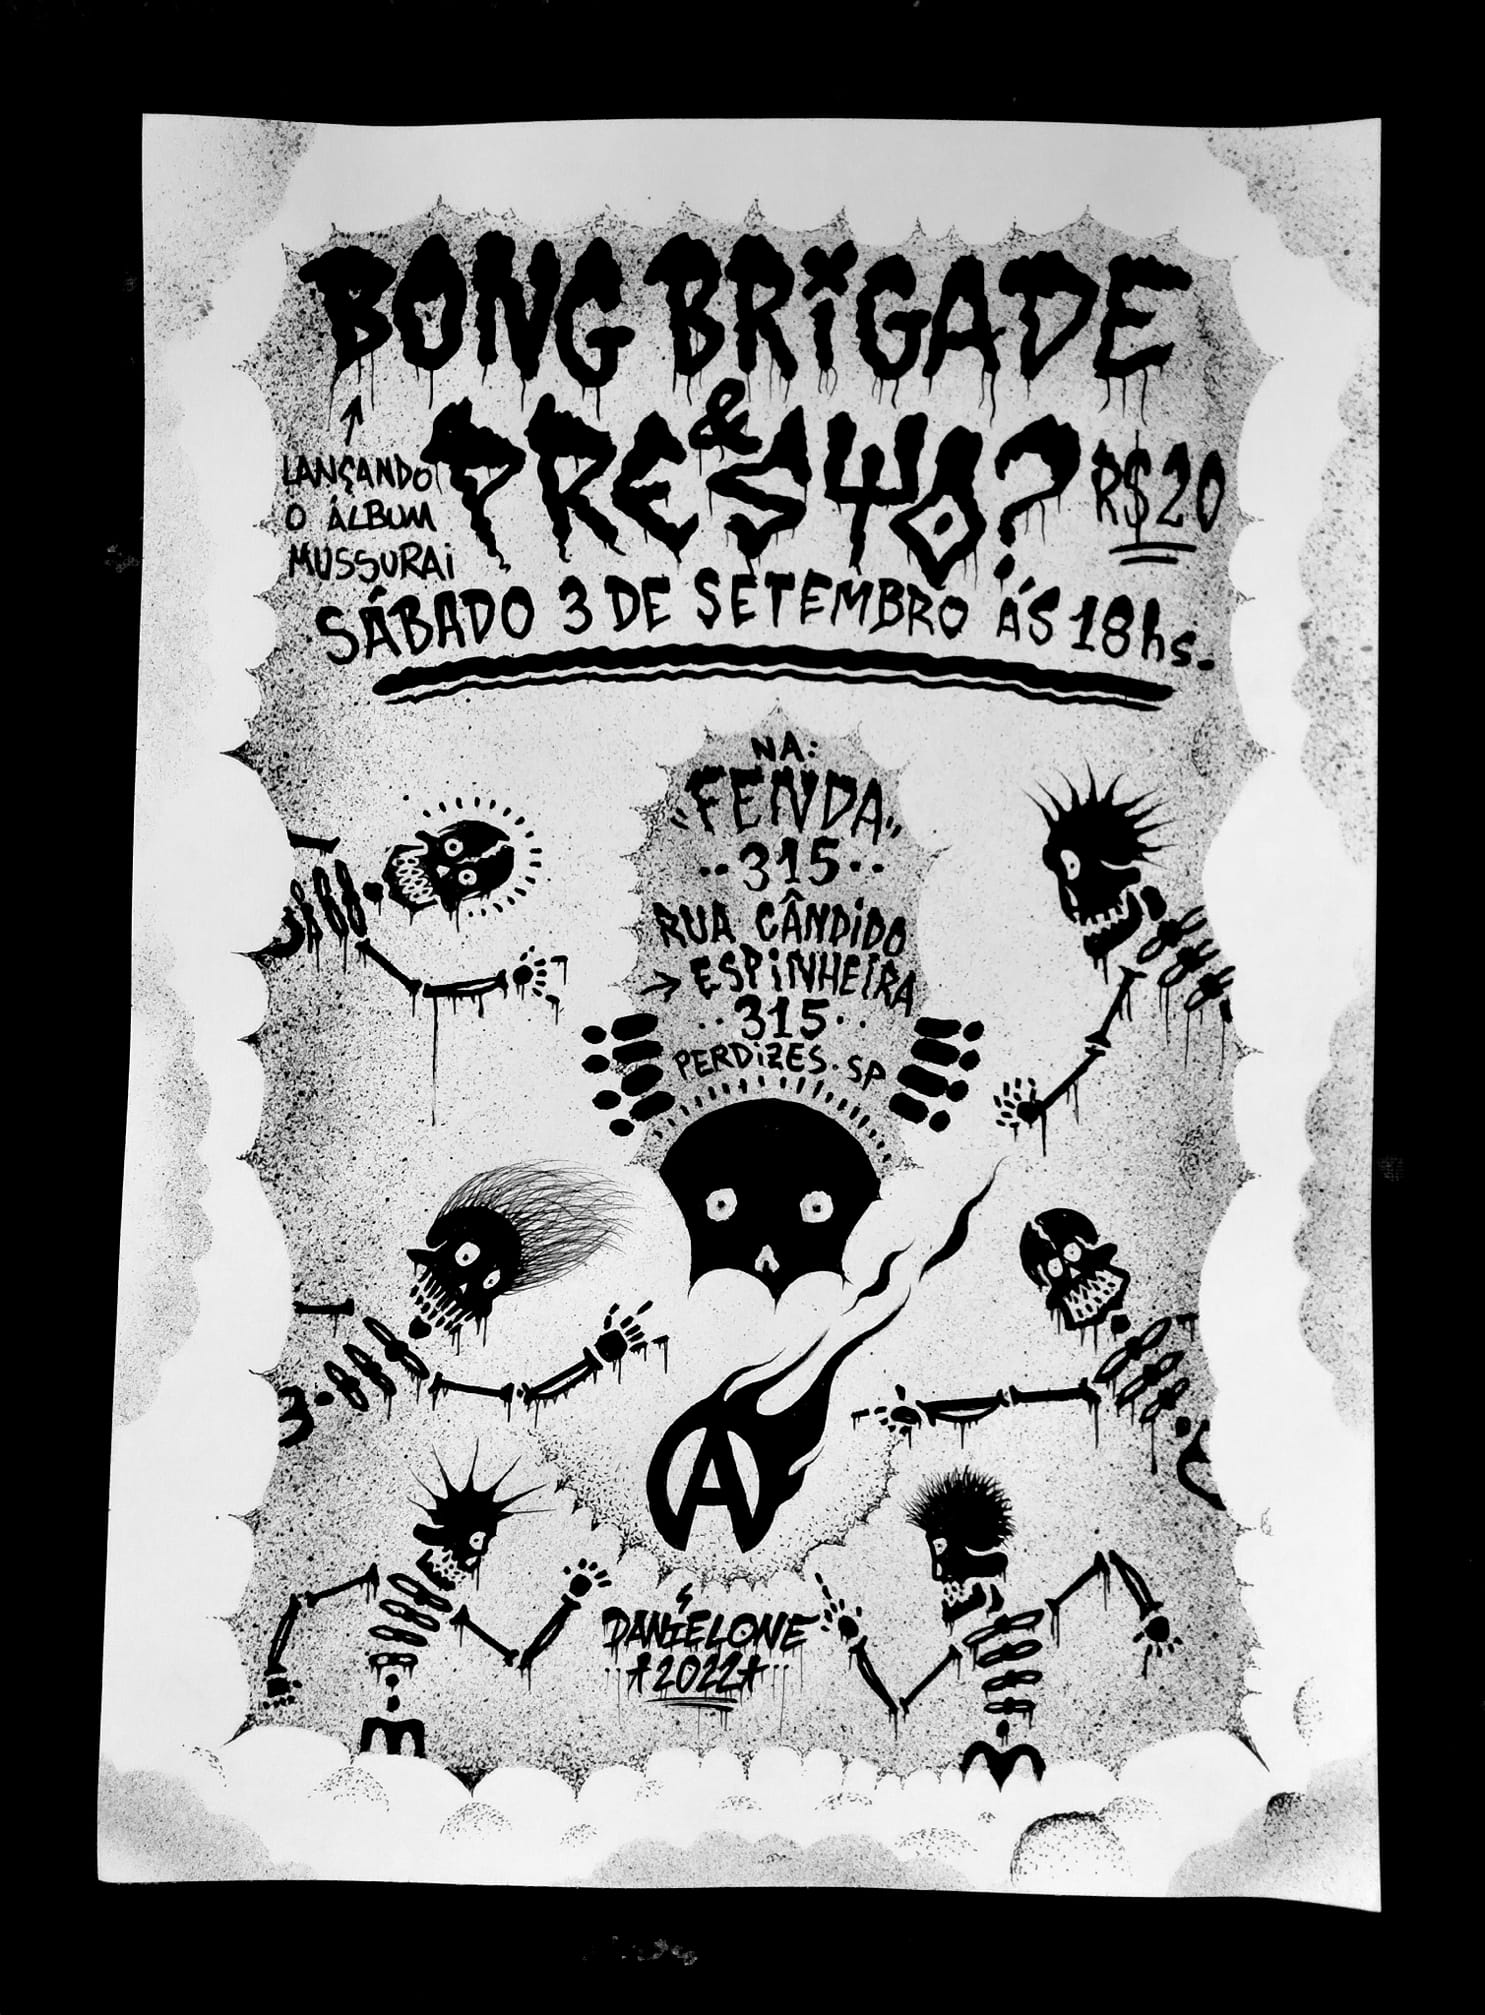 BONG BRIGADE
&
PRESTO?
R$20
LANÇANDO
O ÁLBUM
MUSSURAI
SÁBADO 3 DE SETEMBRO ÁS 18hs.
NA:
"FENDA"
··315··
RUA CÂNDIDO
→ ESPINHEIRA
··315··
PERDIZES. SP
A
DANIELONE
2022